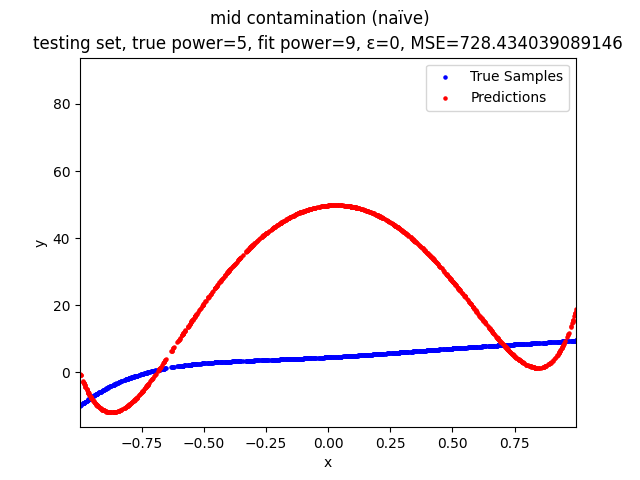 mid contamination (naïve)
testing set, true power=5, fit power=9, ε=0, MSE=728.434039089146
True Samples
Predictions
80
60
40
20
0
y
−0.75
−0.50
−0.25
0.00
0.25
0.50
0.75
x